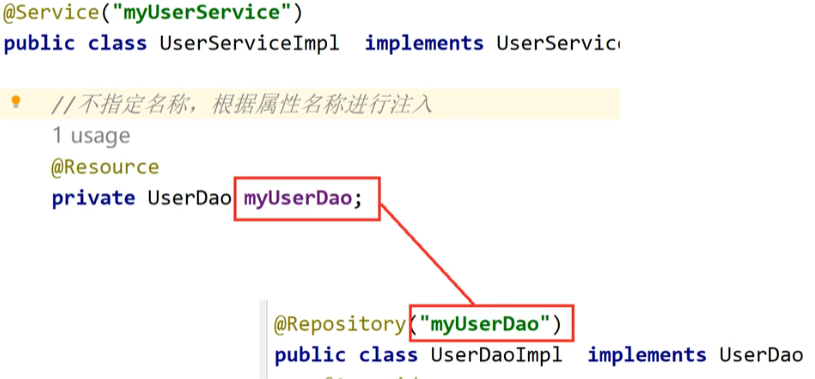 @Service("myUserService")
public class UserServiceImpl implements UserServic
//不指定名称，根据属性名称进行注入
1 usage
@Resource
private UserDao myUserDao;
@Repository("myUserDao")
public class UserDaoImpl implements UserDao